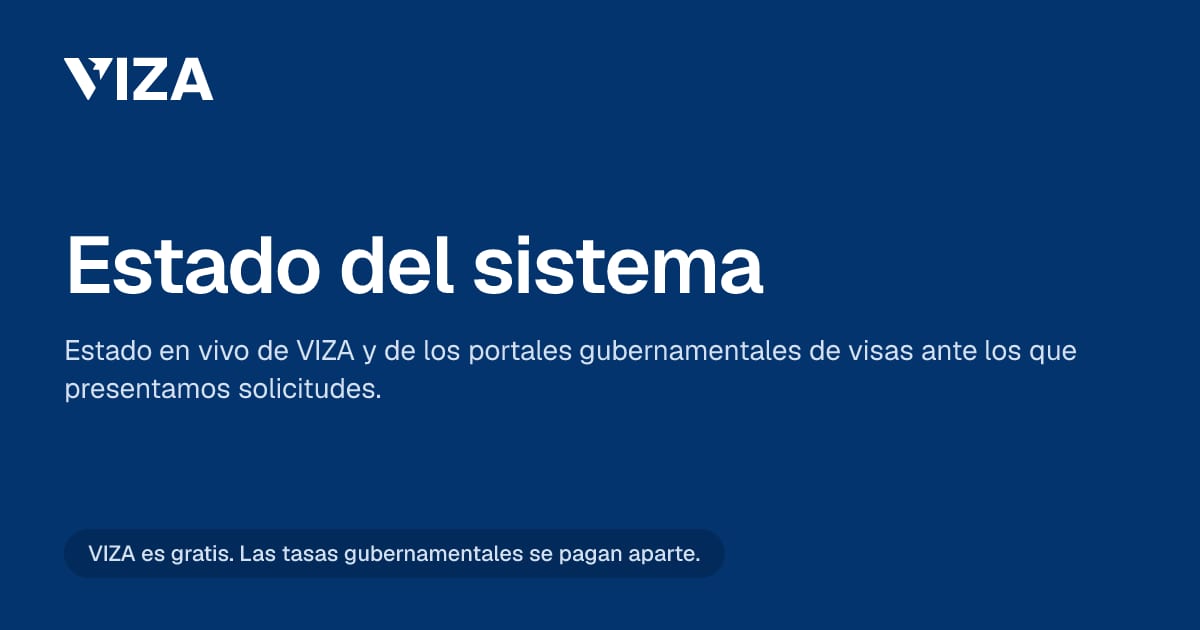 VIZA
Estado del sistema
Estado en vivo de VIZA y de los portales gubernamentales de visas ante los que
presentamos solicitudes.
VIZA es gratis. Las tasas gubernamentales se pagan aparte.